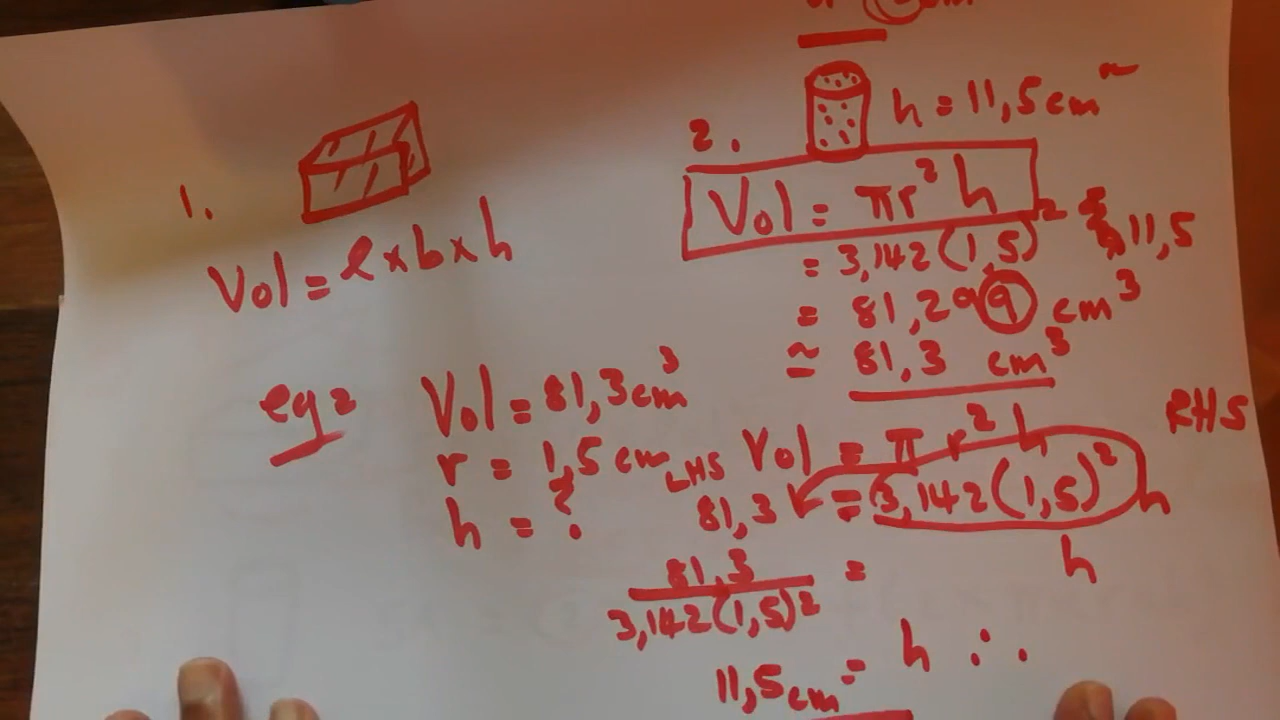 1.
Vol = l x b x h
2.
h = 11,5 cm
Vol = πr²h
= 3,142 (1,5)² 11,5
= 81,299 cm³
≃ 81,3 cm³
eg 2
Vol = 81,3 cm³
r = 1,5 cm
h = ?
LHS
RHS
Vol = π r² h
81,3 = 3,142 (1,5)² h
81,3 / 3,142 (1,5)² = h
11,5 cm = h ∴